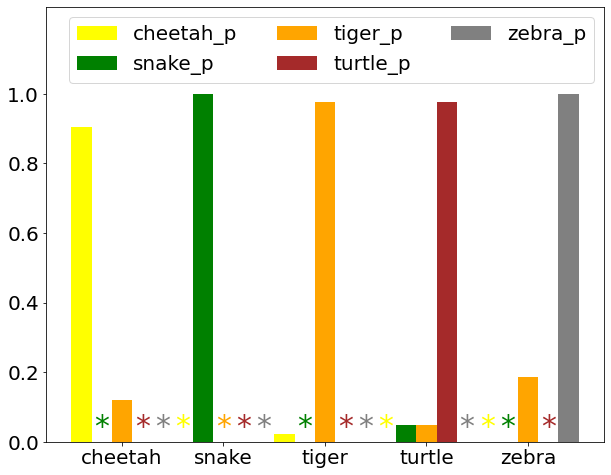 cheetah_p tiger_p zebra_p
snake_p turtle_p
1.0
0.8
0.6
0.4
0.2
* * * * * * * * * * * * * * *
0.0
cheetah snake tiger turtle zebra